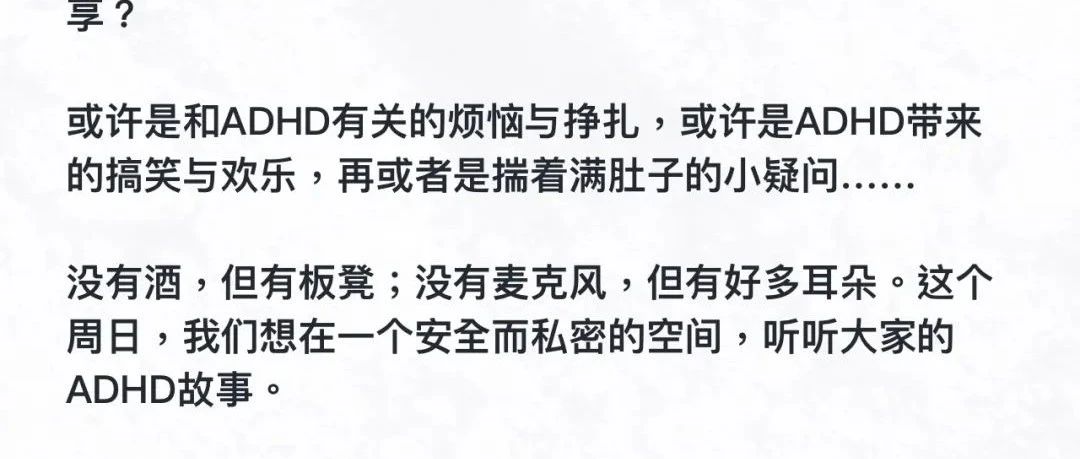 享？
或许是和ADHD有关的烦恼与挣扎，或许是ADHD带来
的搞笑与欢乐，再或者是揣着满肚子的小疑问……
没有酒，但有板凳；没有麦克风，但有好多耳朵。这个
周日，我们想在一个安全而私密的空间，听听大家的
ADHD故事。